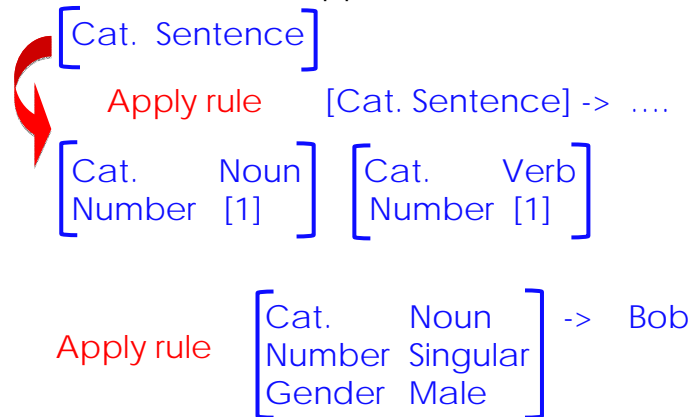 Cat. Sentence
Apply rule [Cat. Sentence] -> ....
Cat. Noun Cat. Verb
Number [1] Number [1]
Cat. Noun -> Bob
Apply rule Number Singular
Gender Male